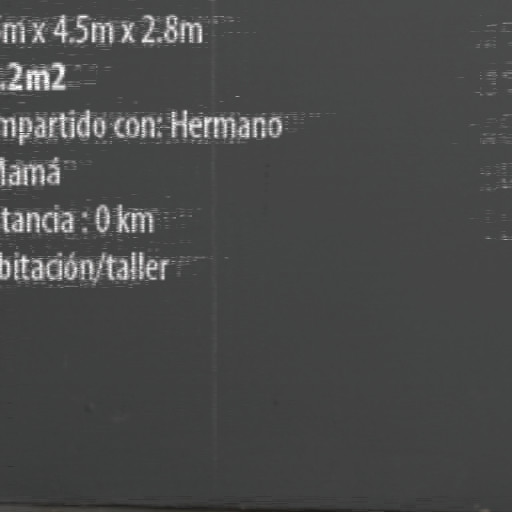 m x 4.5m x 2.8m
.2m2
mpartido con: Hermano
Mamá
tancia : 0 km
bitación/taller